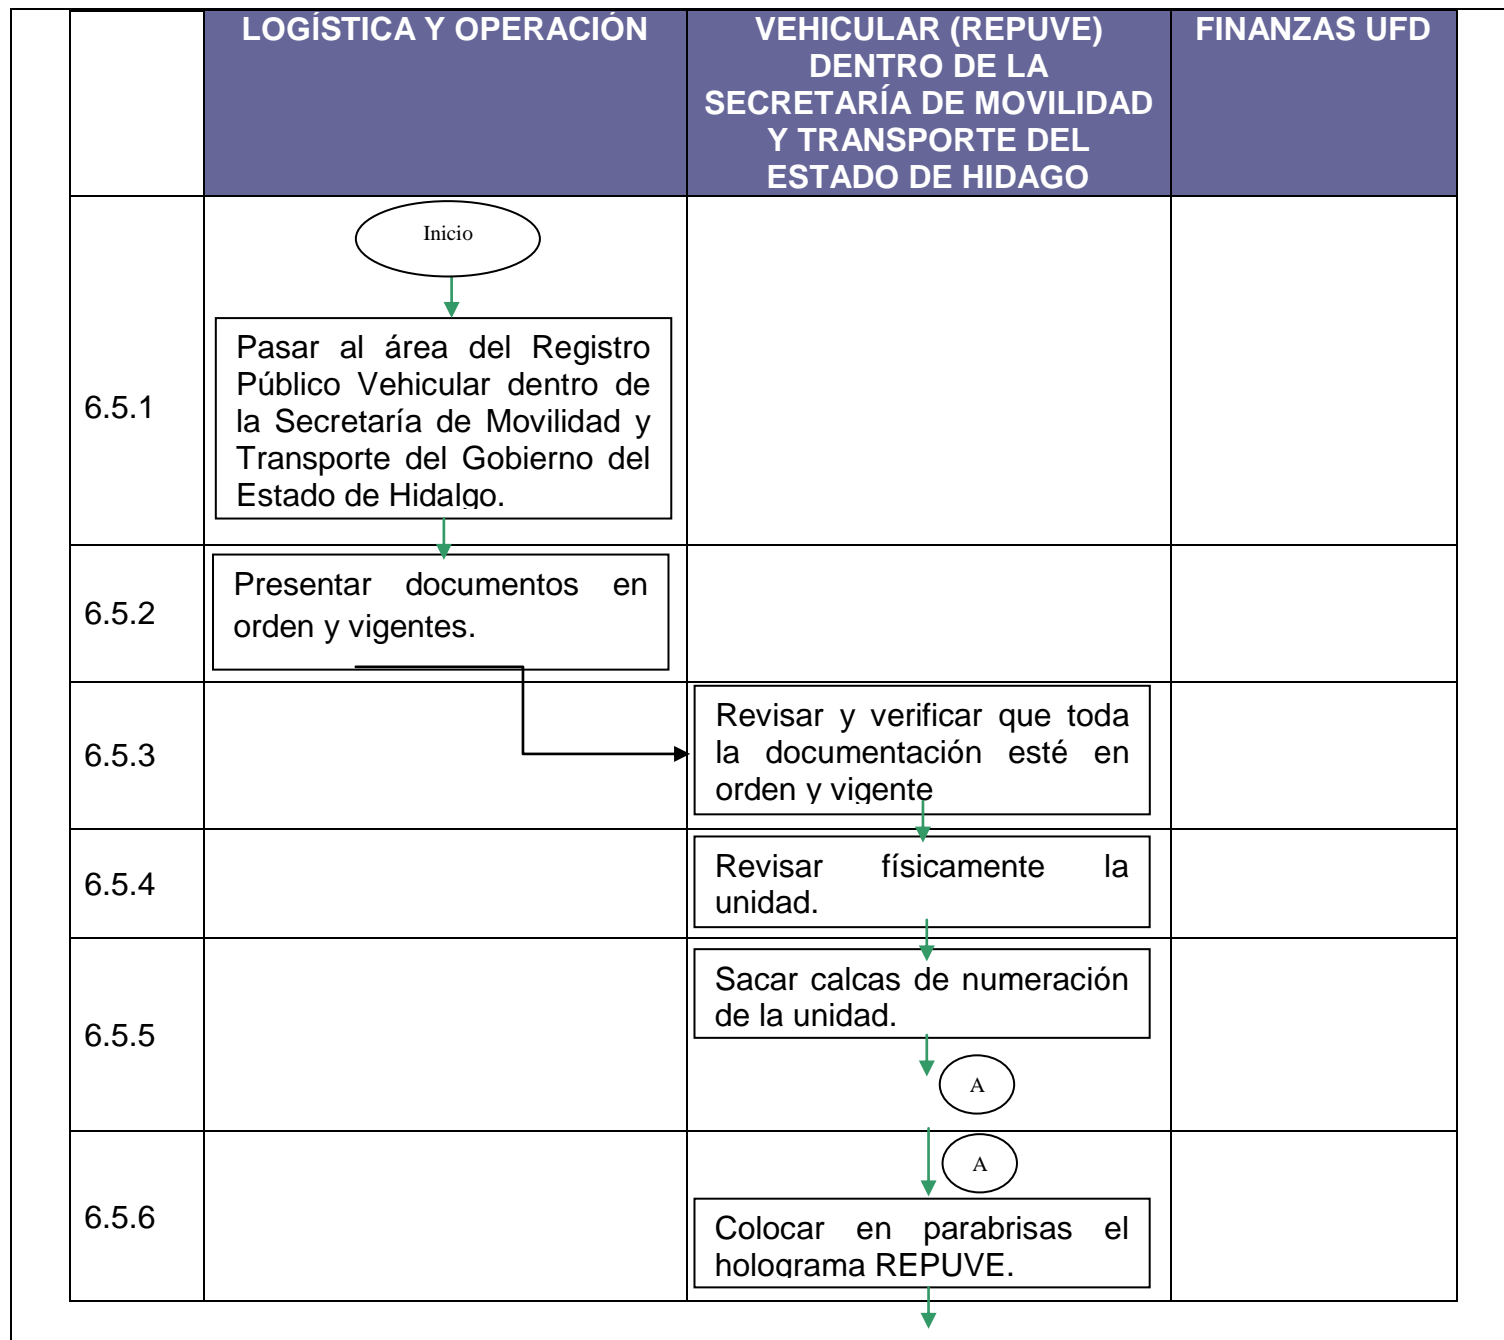 LOGÍSTICA Y OPERACIÓN
VEHICULAR (REPUVE)
DENTRO DE LA
SECRETARÍA DE MOVILIDAD
Y TRANSPORTE DEL
ESTADO DE HIDAGO
FINANZAS UFD
Inicio
6.5.1
Pasar al área del Registro
Público Vehicular dentro de
la Secretaría de Movilidad y
Transporte del Gobierno del
Estado de Hidalgo.
6.5.2
Presentar documentos en
orden y vigentes.
6.5.3
Revisar y verificar que toda
la documentación esté en
orden y vigente
6.5.4
Revisar físicamente la
unidad.
6.5.5
Sacar calcas de numeración
de la unidad.
A
A
6.5.6
Colocar en parabrisas el
holograma REPUVE.